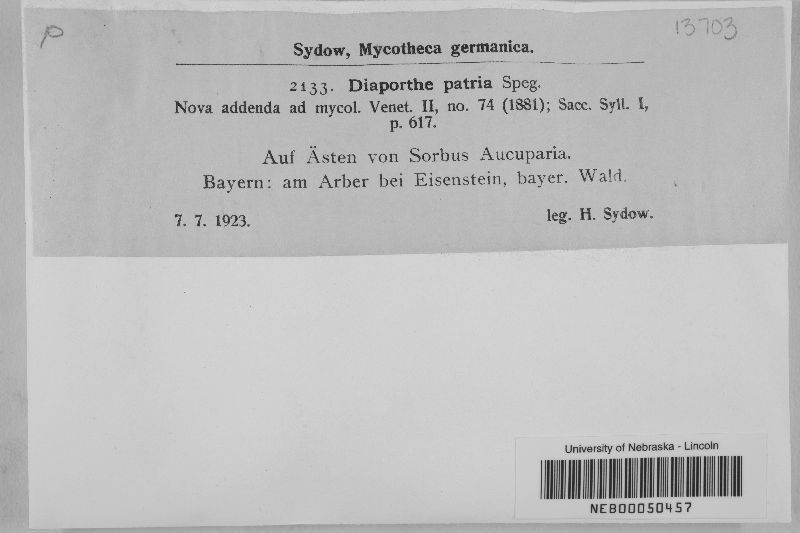 p
13703
Sydow, Mycotheca germanica.
2133. Diaporthe patria Speg.
Nova addenda ad mycol. Venet. II, no. 74 (1881); Sacc. Syll. I,
p. 617.
Auf Ästen von Sorbus Aucuparia.
Bayern: am Arber bei Eisenstein, bayer. Wald.
7. 7. 1923.
leg. H. Sydow.
University of Nebraska - Lincoln
NEB00050457